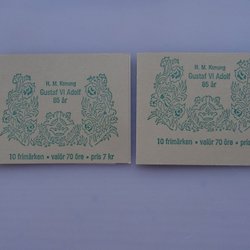 H. M. Konung
Gustaf VI Adolf
85 år
10 frimärken • valör 70 öre • pris 7 kr
H. M. Konung
Gustaf VI Adolf
85 år
10 frimärken • valör 70 öre • pris 7 kr